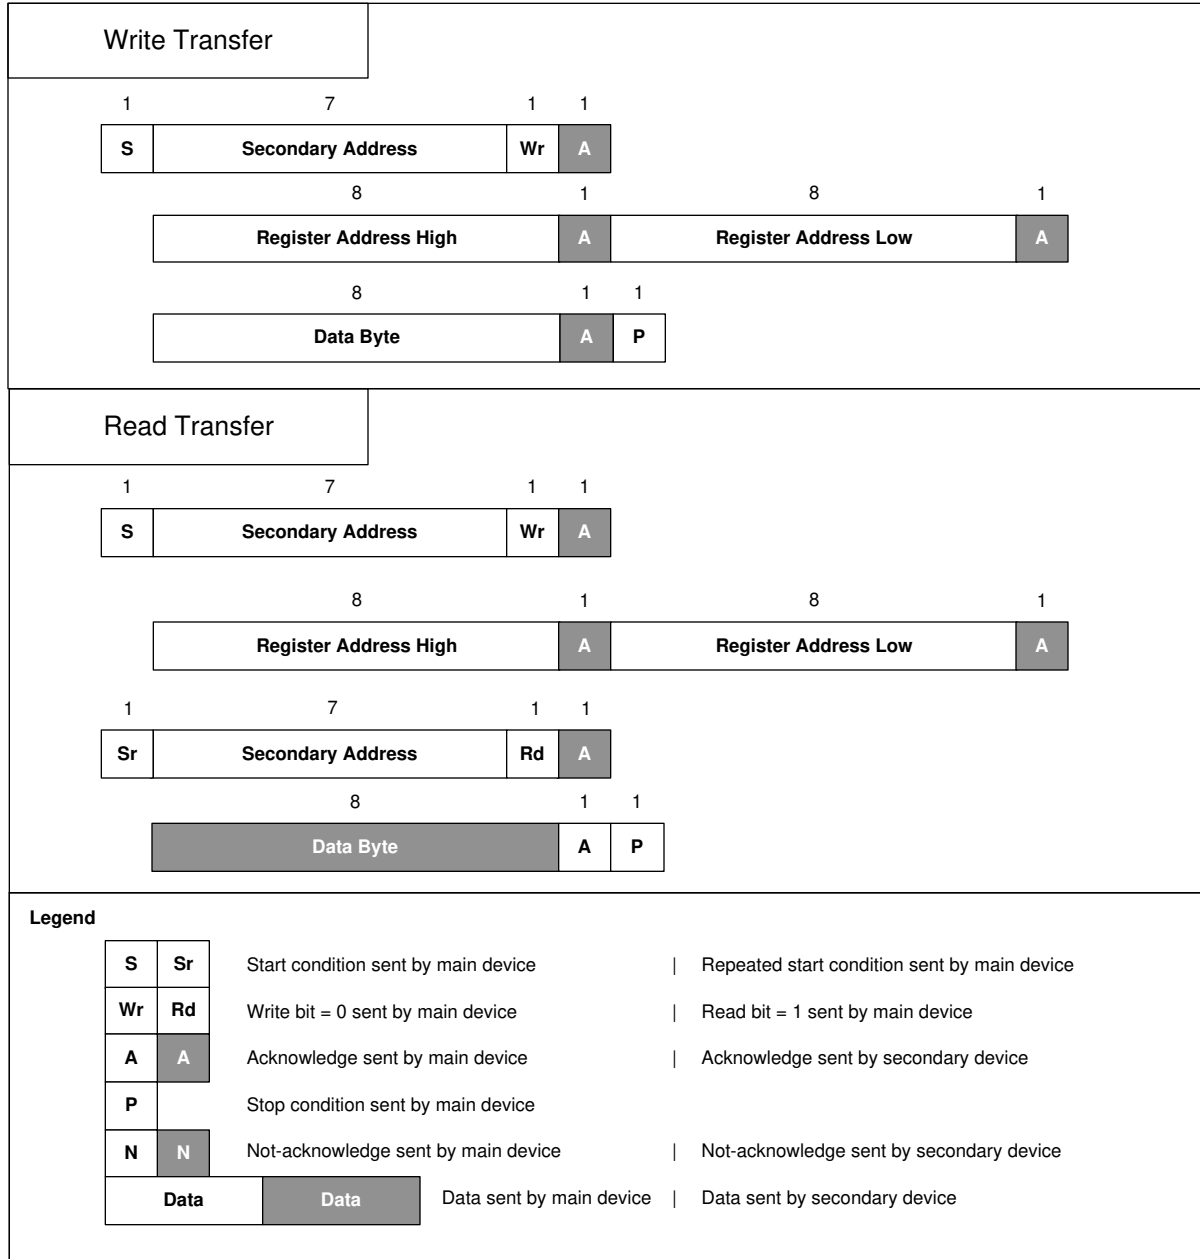 Write Transfer
1 7 1 1
S Secondary Address Wr A
8 1 8 1
Register Address High A Register Address Low A
8 1 1
Data Byte A P
Read Transfer
1 7 1 1
S Secondary Address Wr A
8 1 8 1
Register Address High A Register Address Low A
1 7 1 1
Sr Secondary Address Rd A
8 1 1
Data Byte A P
Legend
S Sr Start condition sent by main device | Repeated start condition sent by main device
Wr Rd Write bit = 0 sent by main device | Read bit = 1 sent by main device
A A Acknowledge sent by main device | Acknowledge sent by secondary device
P Stop condition sent by main device
N N Not-acknowledge sent by main device | Not-acknowledge sent by secondary device
Data Data Data sent by main device | Data sent by secondary device